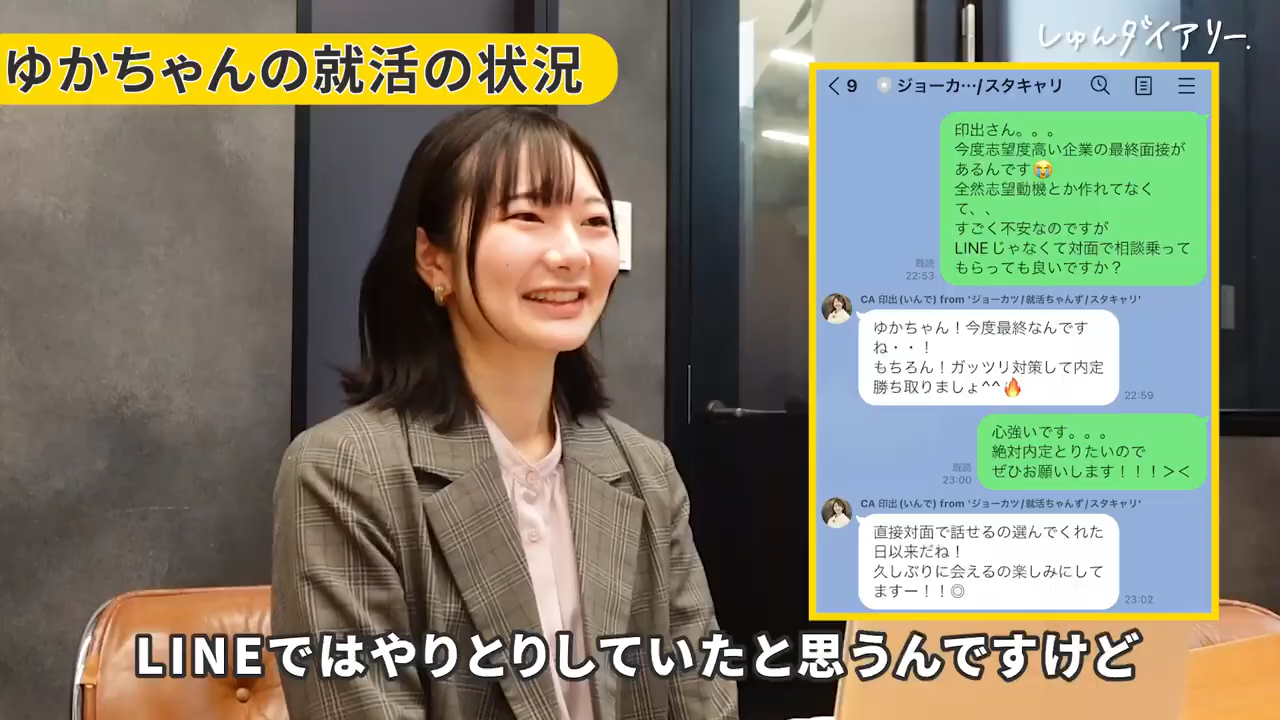 ゆかちゃんの就活の状況
しゅんダイアリー.
9 ジョーカ…/スタキャリ
印出さん。。。
今度志望度高い企業の最終面接が
あるんです😭
全然志望動機とか作れてなく
て、、
すごく不安なのですが
LINEじゃなくて対面で相談乗って
もらっても良いですか？
既読
22:53
CA 印出(いんで) from 'ジョーカツ/就活ちゃんず/スタキャリ'
ゆかちゃん！今度最終なんです
ね・・！
もちろん！ガッツリ対策して内定
勝ち取りましょ^^🔥
22:59
心強いです。。。
絶対内定とりたいので
ぜひお願いします！！！＞＜
既読
23:00
CA 印出(いんで) from 'ジョーカツ/就活ちゃんず/スタキャリ'
直接対面で話せるの選んでくれた
日以来だね！
久しぶりに会えるの楽しみにして
ますー！！◎
23:02
LINEではやりとりしていたと思うんですけど